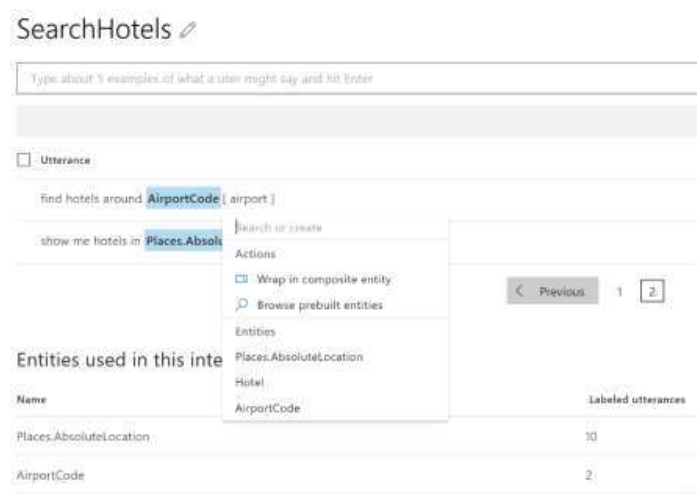 SearchHotels
Type about 5 examples of what a user might say and hit Enter
Utterance
find hotels around AirportCode [ airport ]
show me hotels in Places.Absolu
Search or create
Actions
Wrap in composite entity
Browse prebuilt entities
Entities
Places.AbsoluteLocation
Hotel
AirportCode
Previous 1 2
Entities used in this inte
Name Labeled utterances
Places.AbsoluteLocation 10
AirportCode 2